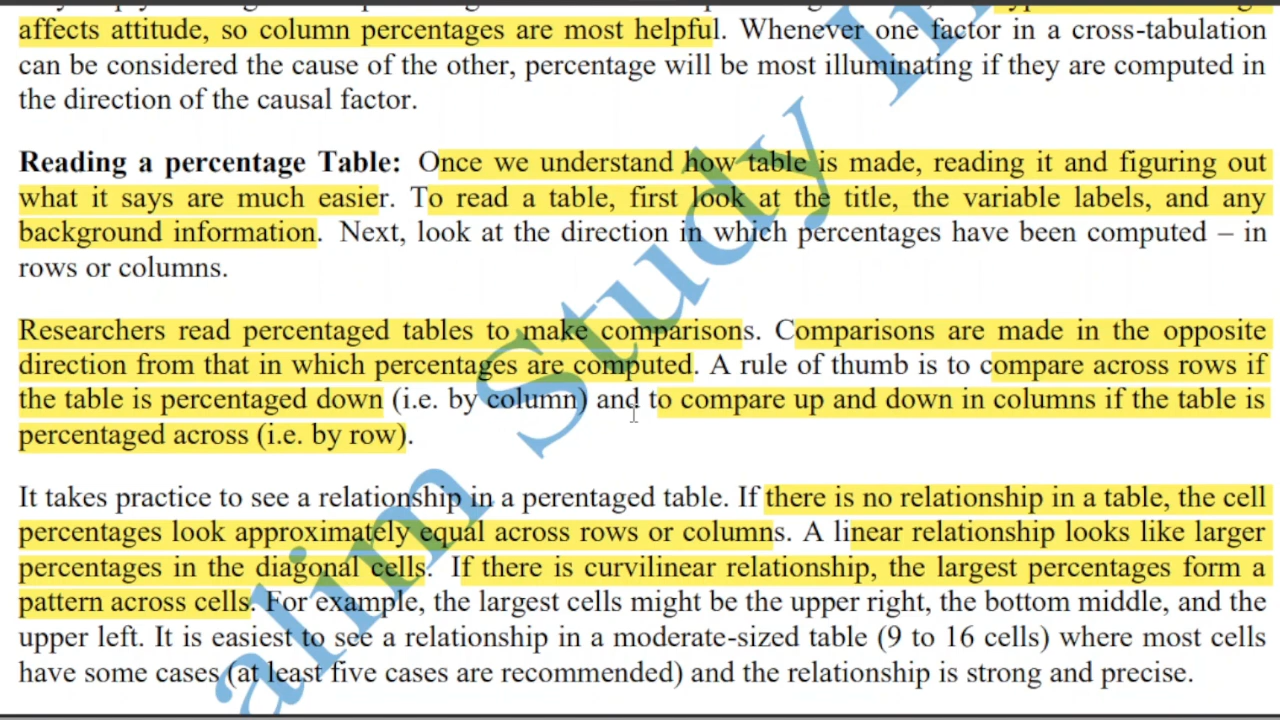 affects attitude, so column percentages are most helpful. Whenever one factor in a cross-tabulation
can be considered the cause of the other, percentage will be most illuminating if they are computed in
the direction of the causal factor.
Reading a percentage Table: Once we understand how table is made, reading it and figuring out
what it says are much easier. To read a table, first look at the title, the variable labels, and any
background information. Next, look at the direction in which percentages have been computed – in
rows or columns.
Researchers read percentaged tables to make comparisons. Comparisons are made in the opposite
direction from that in which percentages are computed. A rule of thumb is to compare across rows if
the table is percentaged down (i.e. by column) and to compare up and down in columns if the table is
percentaged across (i.e. by row).
It takes practice to see a relationship in a perentaged table. If there is no relationship in a table, the cell
percentages look approximately equal across rows or columns. A linear relationship looks like larger
percentages in the diagonal cells. If there is curvilinear relationship, the largest percentages form a
pattern across cells. For example, the largest cells might be the upper right, the bottom middle, and the
upper left. It is easiest to see a relationship in a moderate-sized table (9 to 16 cells) where most cells
have some cases (at least five cases are recommended) and the relationship is strong and precise.
alim Study In